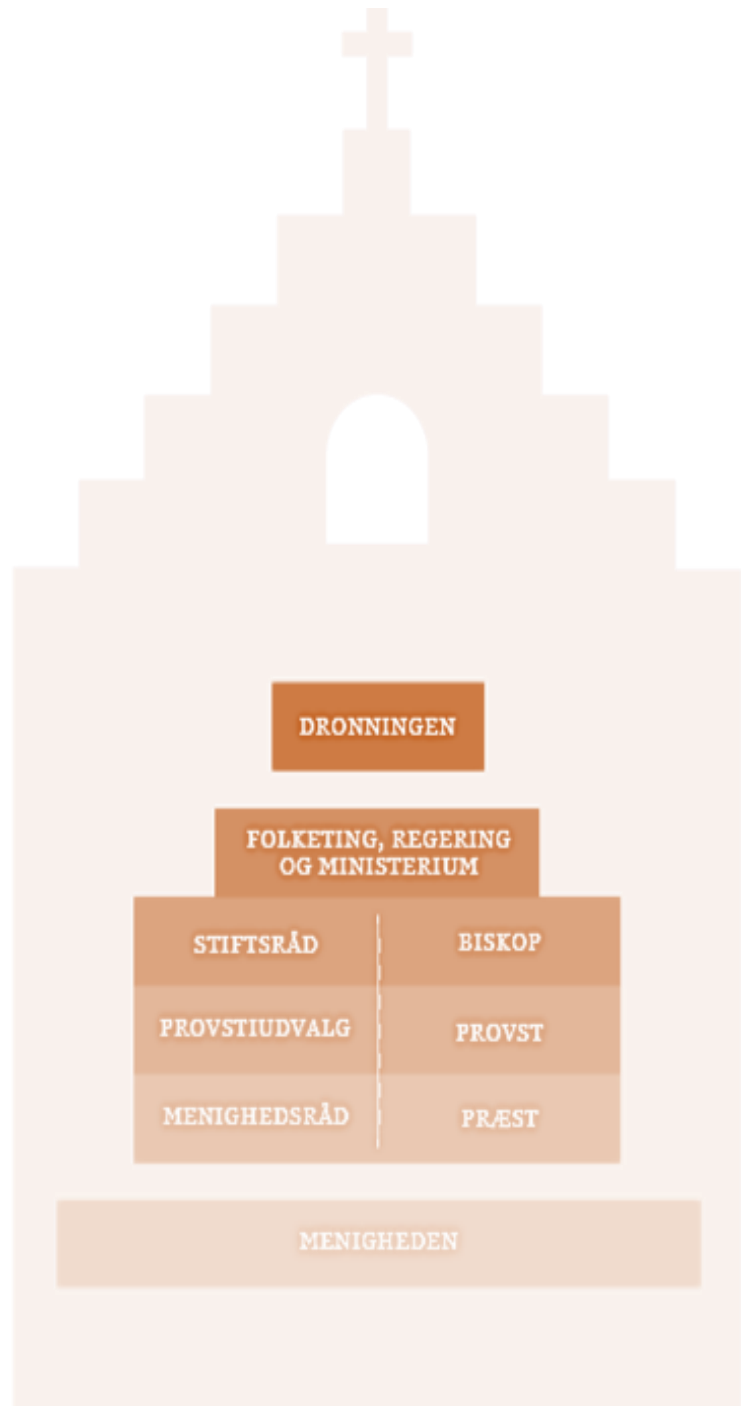 DRONNINGEN
FOLKETING, REGERING
OG MINISTERIUM
STIFTSRÅD
BISKOP
PROVSTIUDVALG
PROVST
MENIGHEDSRÅD
PRÆST
MENIGHEDEN